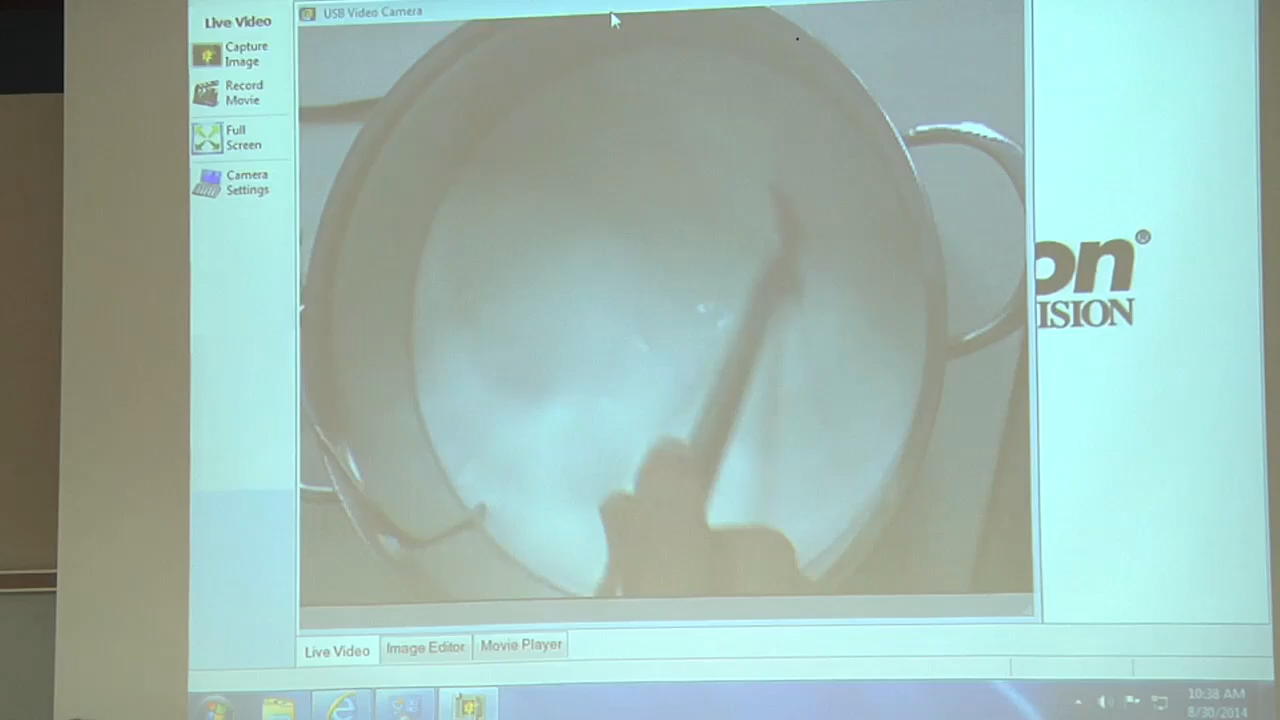 Live Video
USB Video Camera
Capture
Image
Record
Movie
Full
Screen
Camera
Settings
on®
ISION
Live Video
Image Editor
Movie Player
10:38 AM
8/30/2014